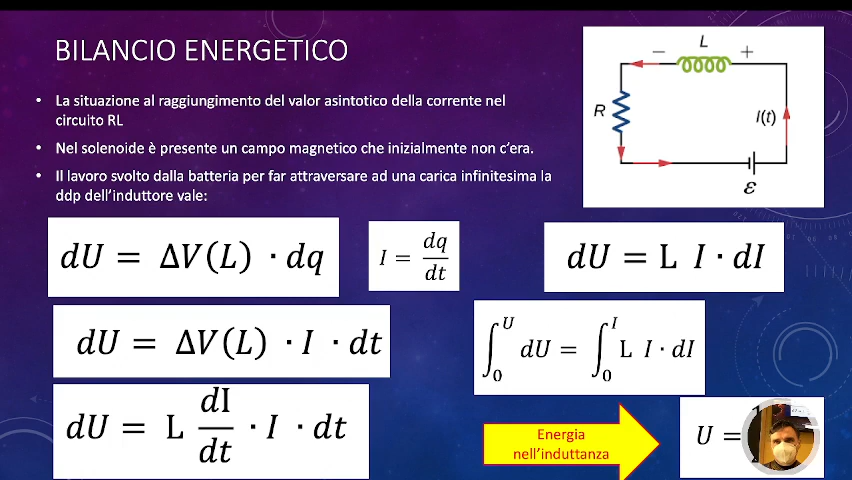 BILANCIO ENERGETICO
• La situazione al raggiungimento del valor asintotico della corrente nel
circuito RL
• Nel solenoide è presente un campo magnetico che inizialmente non c'era.
• Il lavoro svolto dalla batteria per far attraversare ad una carica infinitesima la
ddp dell'induttore vale:
L
− +
R
I(t)
ε
dU = ΔV(L) · dq
I = dq/dt
dU = L I · dI
dU = ΔV(L) · I · dt
∫₀ᵁ dU = ∫₀ᴵ L I · dI
dU = L dI/dt · I · dt
Energia
nell'induttanza
U =